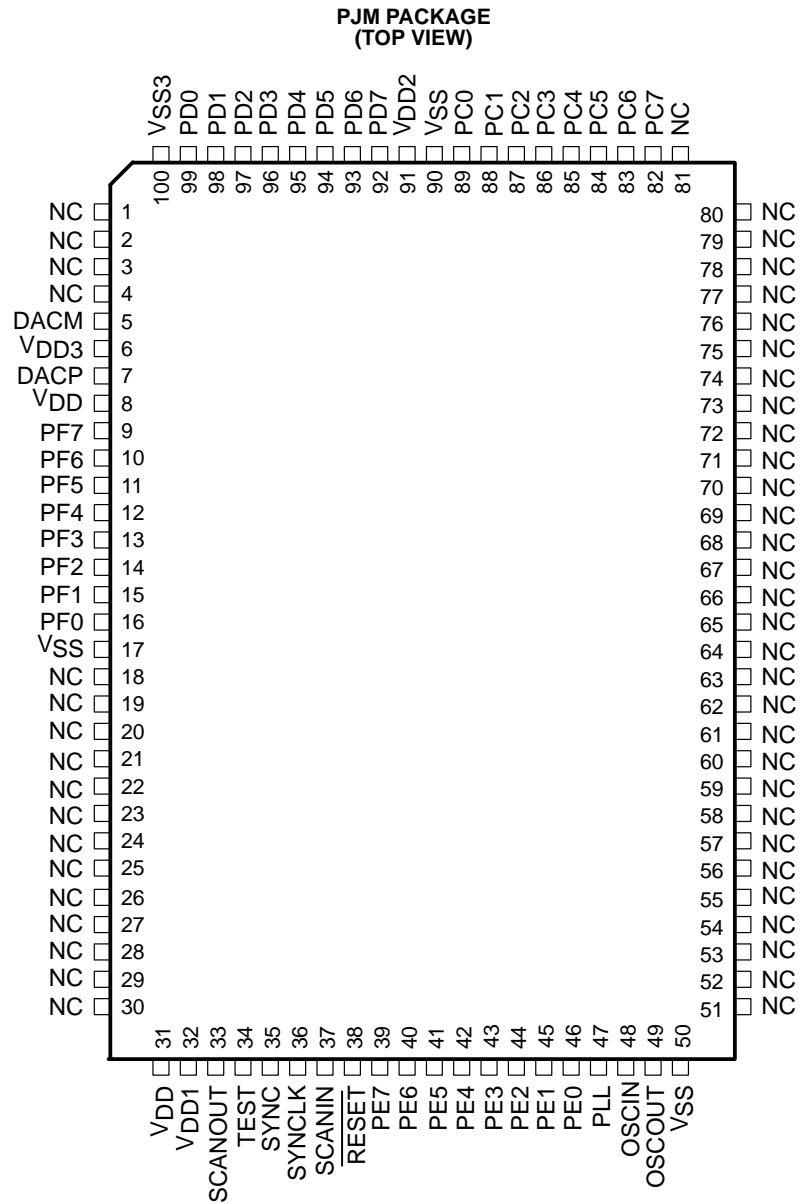 PJM PACKAGE
(TOP VIEW)
VSS3 PD0 PD1 PD2 PD3 PD4 PD5 PD6 PD7 VDD2 VSS PC0 PC1 PC2 PC3 PC4 PC5 PC6 PC7 NC
100 99 98 97 96 95 94 93 92 91 90 89 88 87 86 85 84 83 82 81
NC 1 80 NC
NC 2 79 NC
NC 3 78 NC
NC 4 77 NC
DACM 5 76 NC
VDD3 6 75 NC
DACP 7 74 NC
VDD 8 73 NC
PF7 9 72 NC
PF6 10 71 NC
PF5 11 70 NC
PF4 12 69 NC
PF3 13 68 NC
PF2 14 67 NC
PF1 15 66 NC
PF0 16 65 NC
VSS 17 64 NC
NC 18 63 NC
NC 19 62 NC
NC 20 61 NC
NC 21 60 NC
NC 22 59 NC
NC 23 58 NC
NC 24 57 NC
NC 25 56 NC
NC 26 55 NC
NC 27 54 NC
NC 28 53 NC
NC 29 52 NC
NC 30 51 NC
31 32 33 34 35 36 37 38 39 40 41 42 43 44 45 46 47 48 49 50
VDD VDD1 SCANOUT TEST SYNC SYNCLK SCANIN RESET PE7 PE6 PE5 PE4 PE3 PE2 PE1 PE0 PLL OSCIN OSCOUT VSS